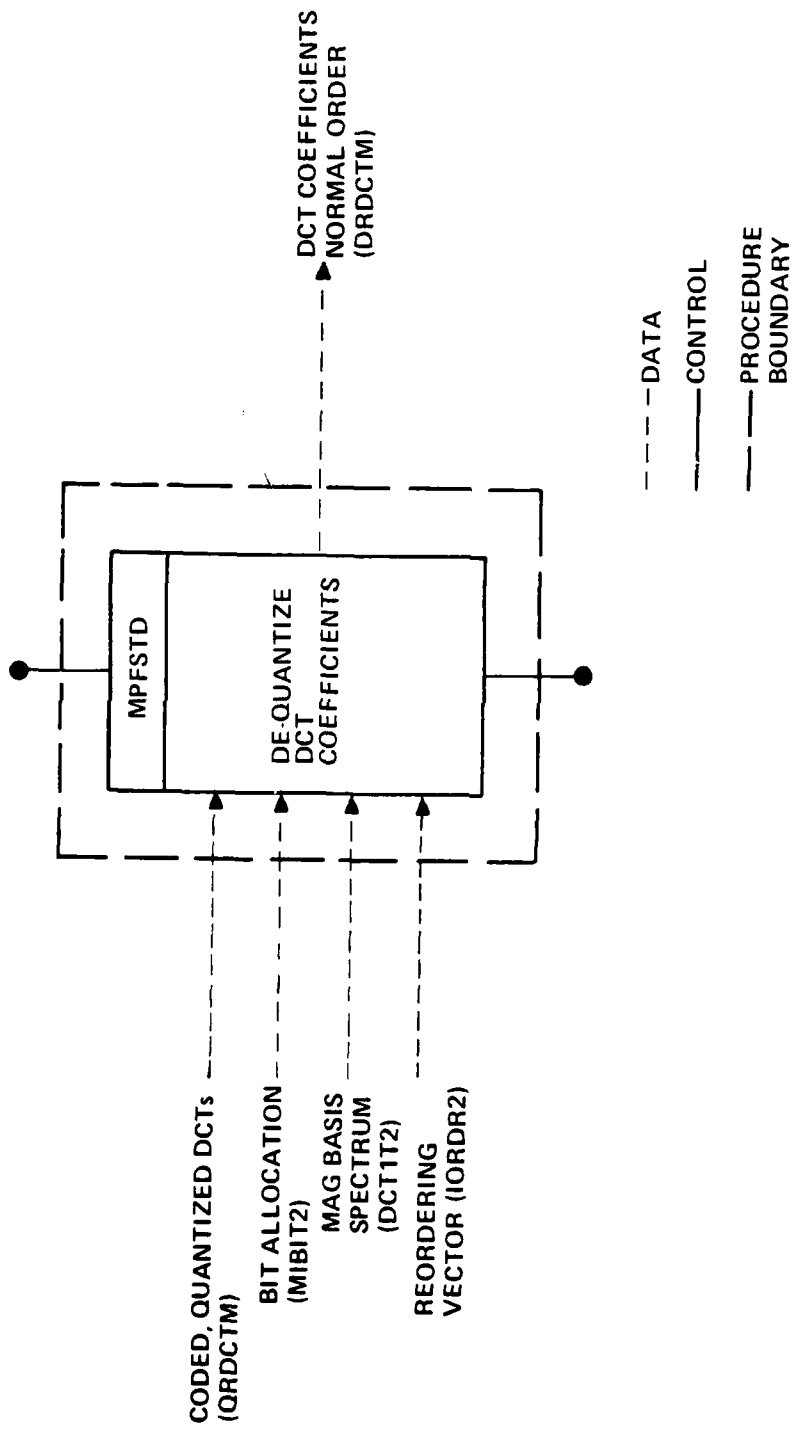 CODED, QUANTIZED DCTs
(QRDCTM)
BIT ALLOCATION
(MIBIT2)
MAG BASIS
SPECTRUM
(DCT1T2)
REORDERING
VECTOR (IORDR2)
MPFSTD
DE-QUANTIZE
DCT
COEFFICIENTS
DCT COEFFICIENTS
NORMAL ORDER
(DRDCTM)
DATA
CONTROL
PROCEDURE
BOUNDARY